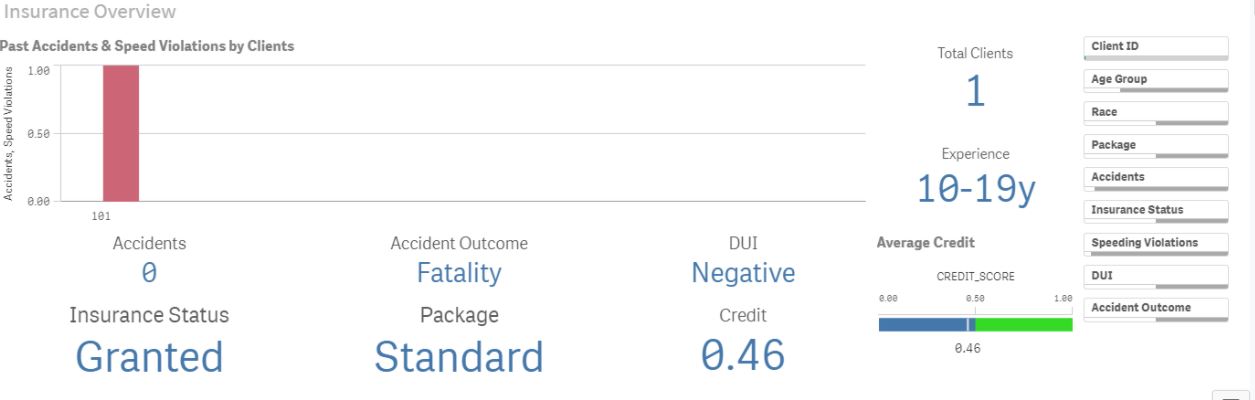 Insurance Overview
Past Accidents & Speed Violations by Clients
Accidents, Speed Violations
1.00
0.50
0.00
101
Total Clients
1
Experience
10-19y
Accidents
0
Accident Outcome
Fatality
DUI
Negative
Insurance Status
Granted
Package
Standard
Credit
0.46
Average Credit
CREDIT_SCORE
0.00 0.50 1.00
0.46
Client ID
Age Group
Race
Package
Accidents
Insurance Status
Speeding Violations
DUI
Accident Outcome